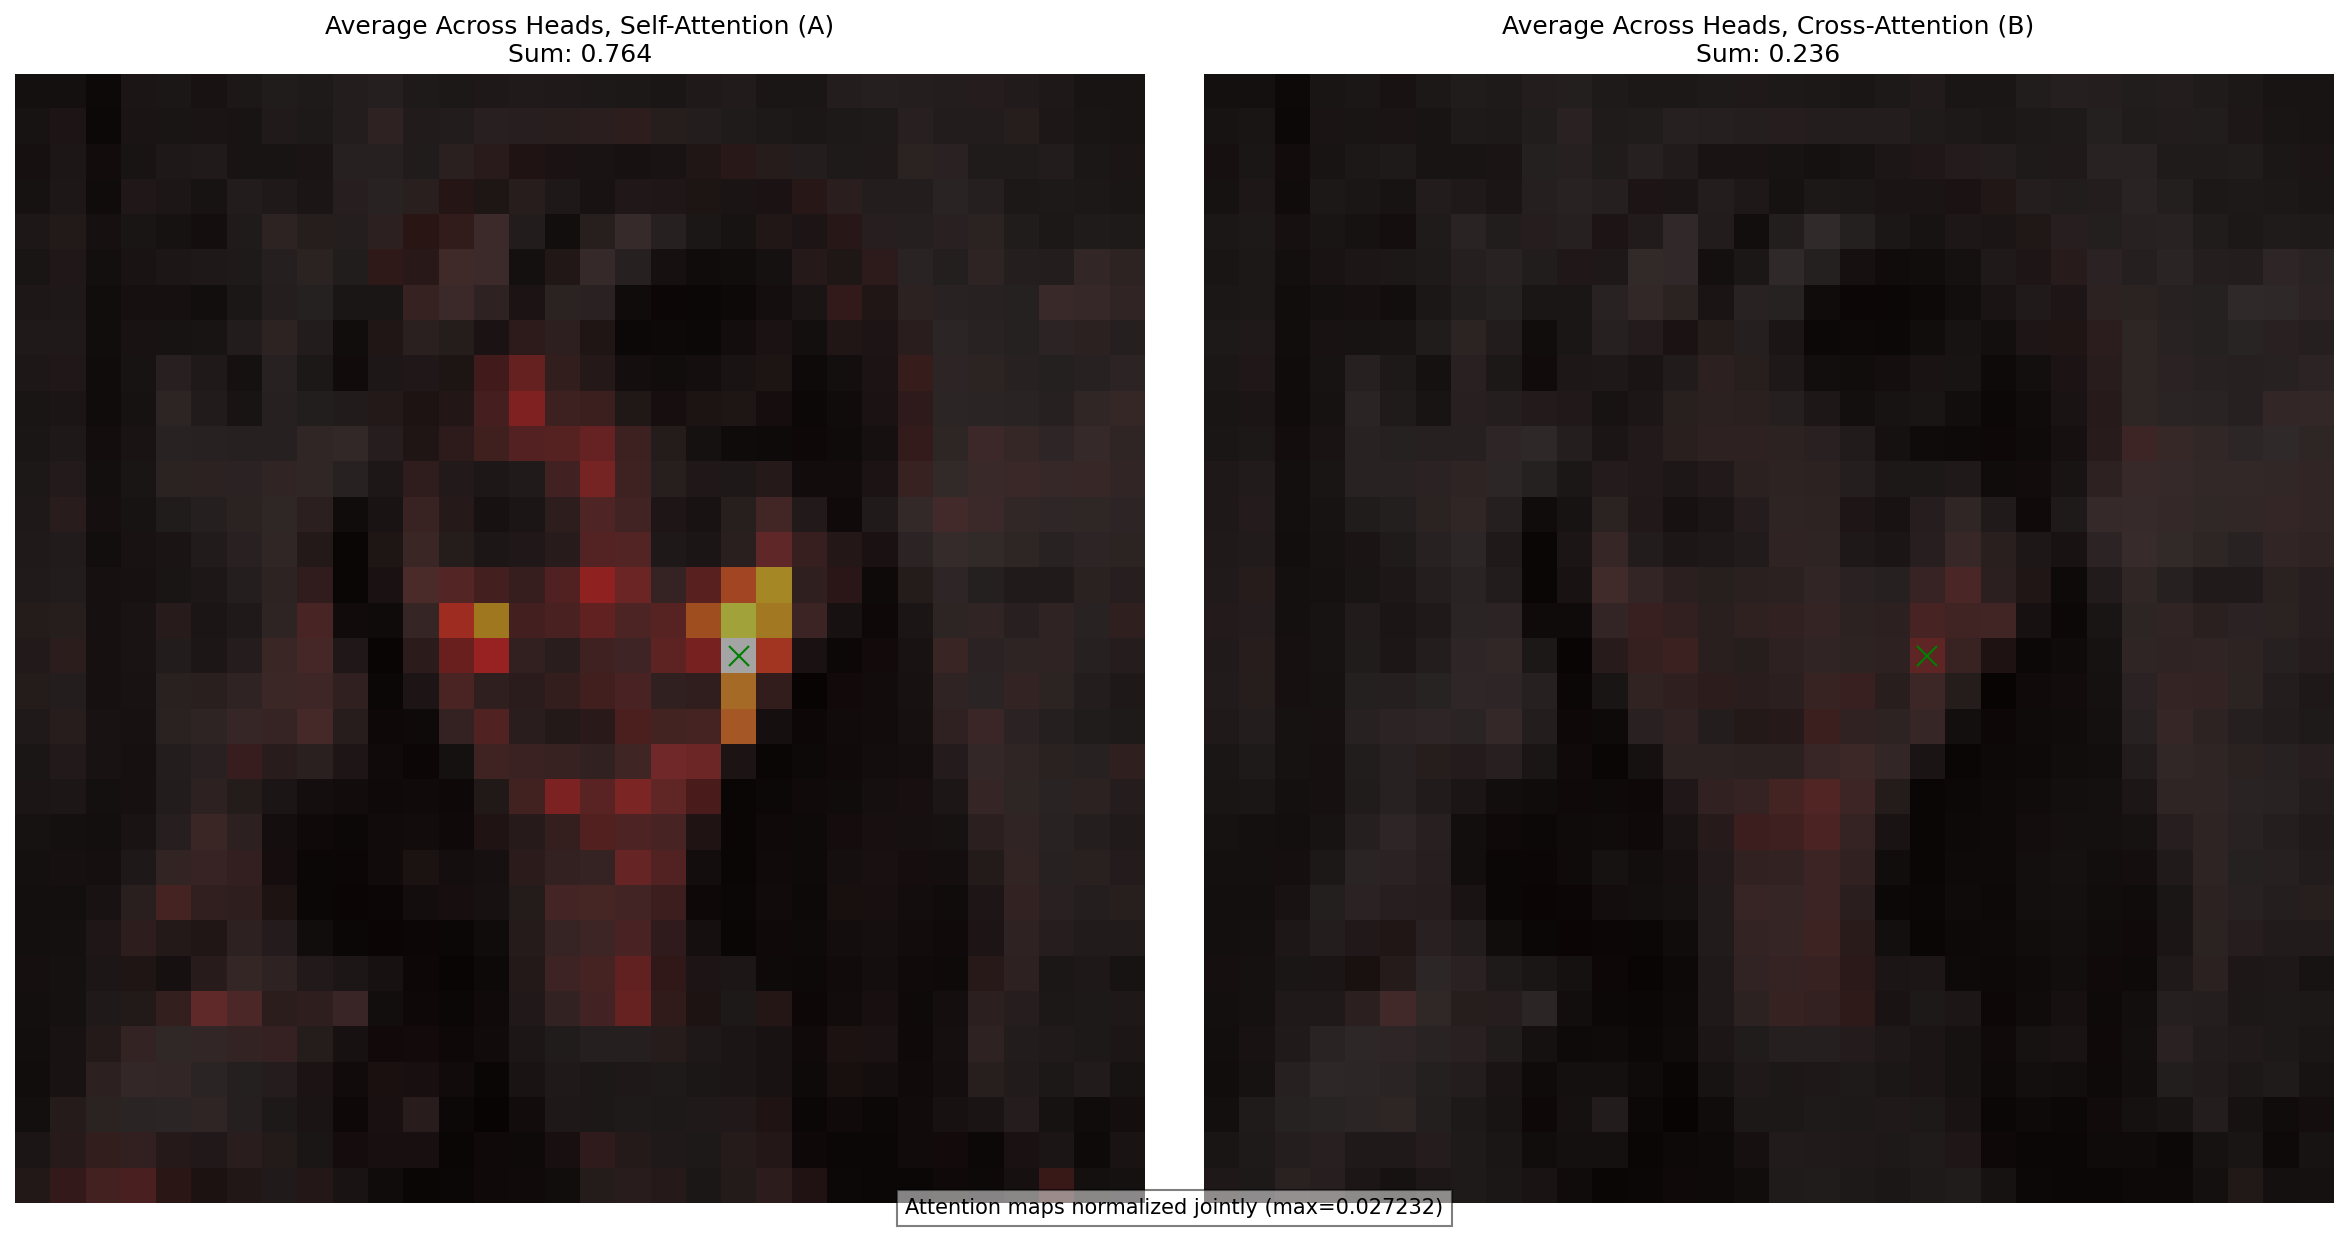 Average Across Heads, Self-Attention (A)
Sum: 0.764
Average Across Heads, Cross-Attention (B)
Sum: 0.236
Attention maps normalized jointly (max=0.027232)